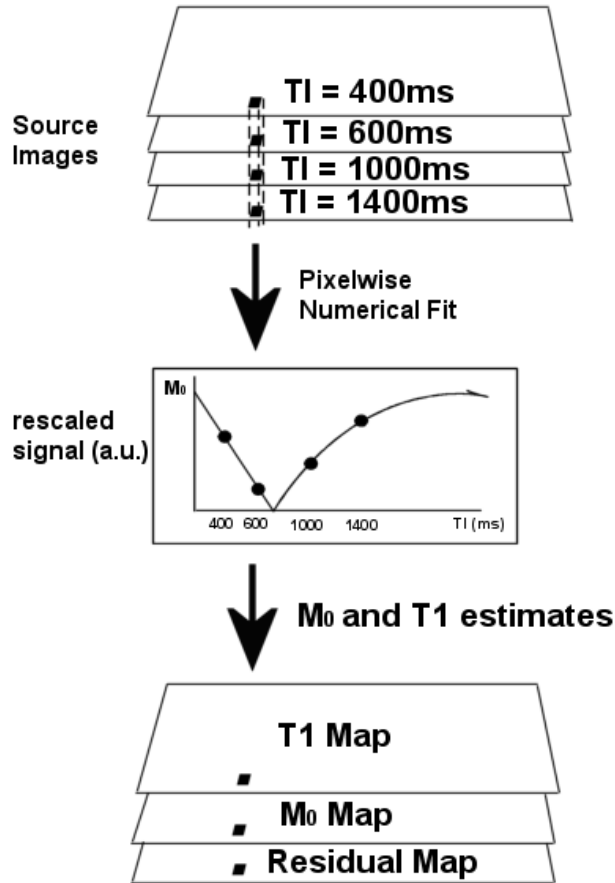 TI = 400ms
Source
Images
TI = 600ms
TI = 1000ms
TI = 1400ms
Pixelwise
Numerical Fit
M₀
rescaled
signal (a.u.)
400 600 1000 1400 TI (ms)
M₀ and T1 estimates
T1 Map
M₀ Map
Residual Map